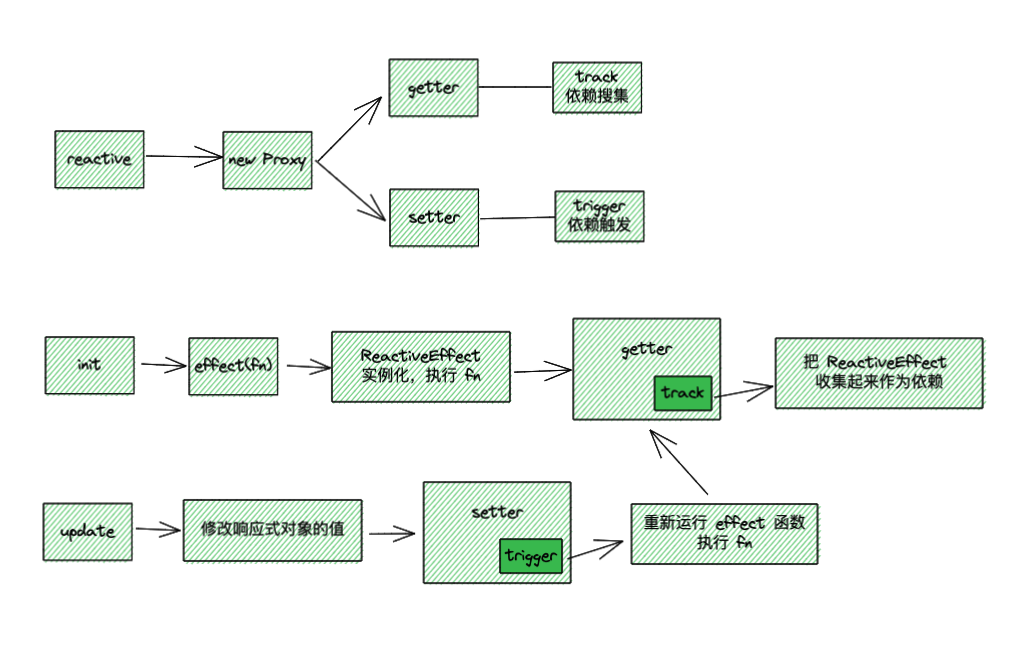 getter
track
依赖搜集
reactive
new Proxy
setter
trigger
依赖触发
init
effect(fn)
ReactiveEffect
实例化，执行 fn
getter
track
把 ReactiveEffect
收集起来作为依赖
update
修改响应式对象的值
setter
trigger
重新运行 effect 函数
执行 fn